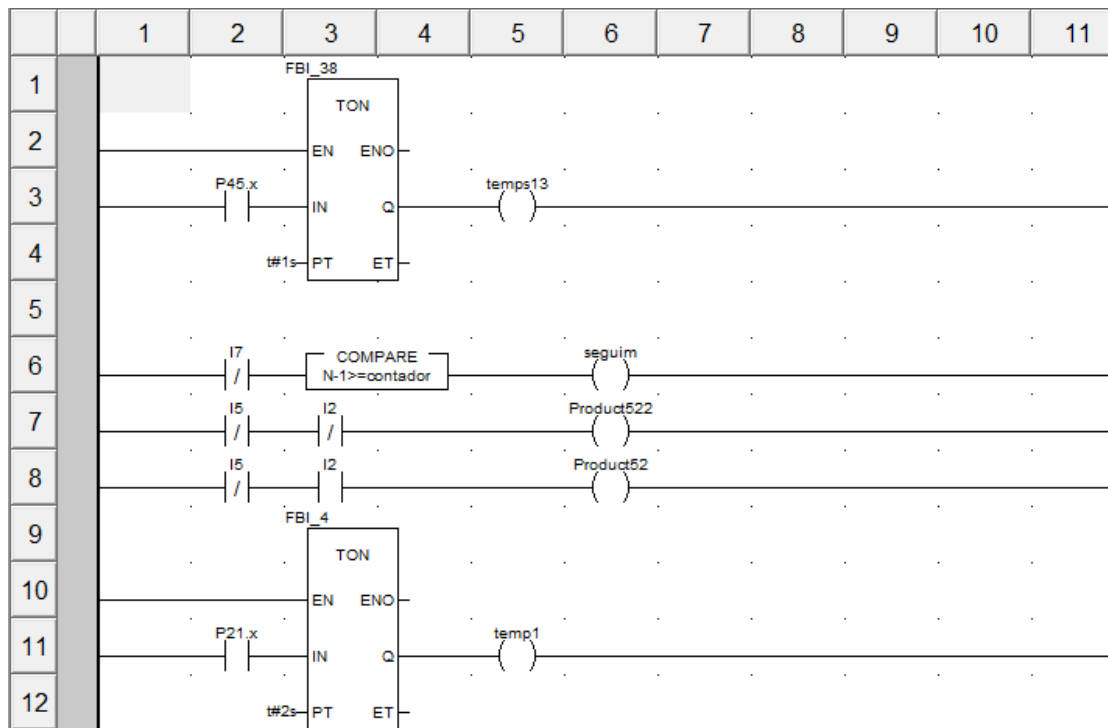 1 2 3 4 5 6 7 8 9 10 11
1 FBI_38
TON
2 EN ENO
P45.x temps13
3 IN Q
4 t#1s PT ET
5
I7 COMPARE seguim
6 / N-1>=contador
I5 I2 Product522
7 / /
I5 I2 Product52
8 /
9 FBI_4
TON
10 EN ENO
P21.x temp1
11 IN Q
12 t#2s PT ET